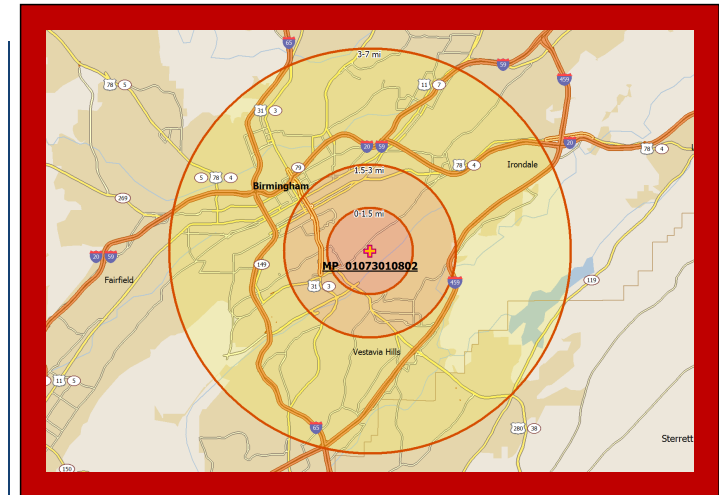 65
3-7 mi
59
78 5
11 7
459
31 3
20 59
20
78 4
L
79
78 4
Irondale
5 78 4
1.5-3 mi
Birmingham
269
0-1.5 mi
MP_01073010802
20 59
149
Fairfield
31 3
459
119
Vestavia Hills
11 5
65
280 38
Sterrett
150